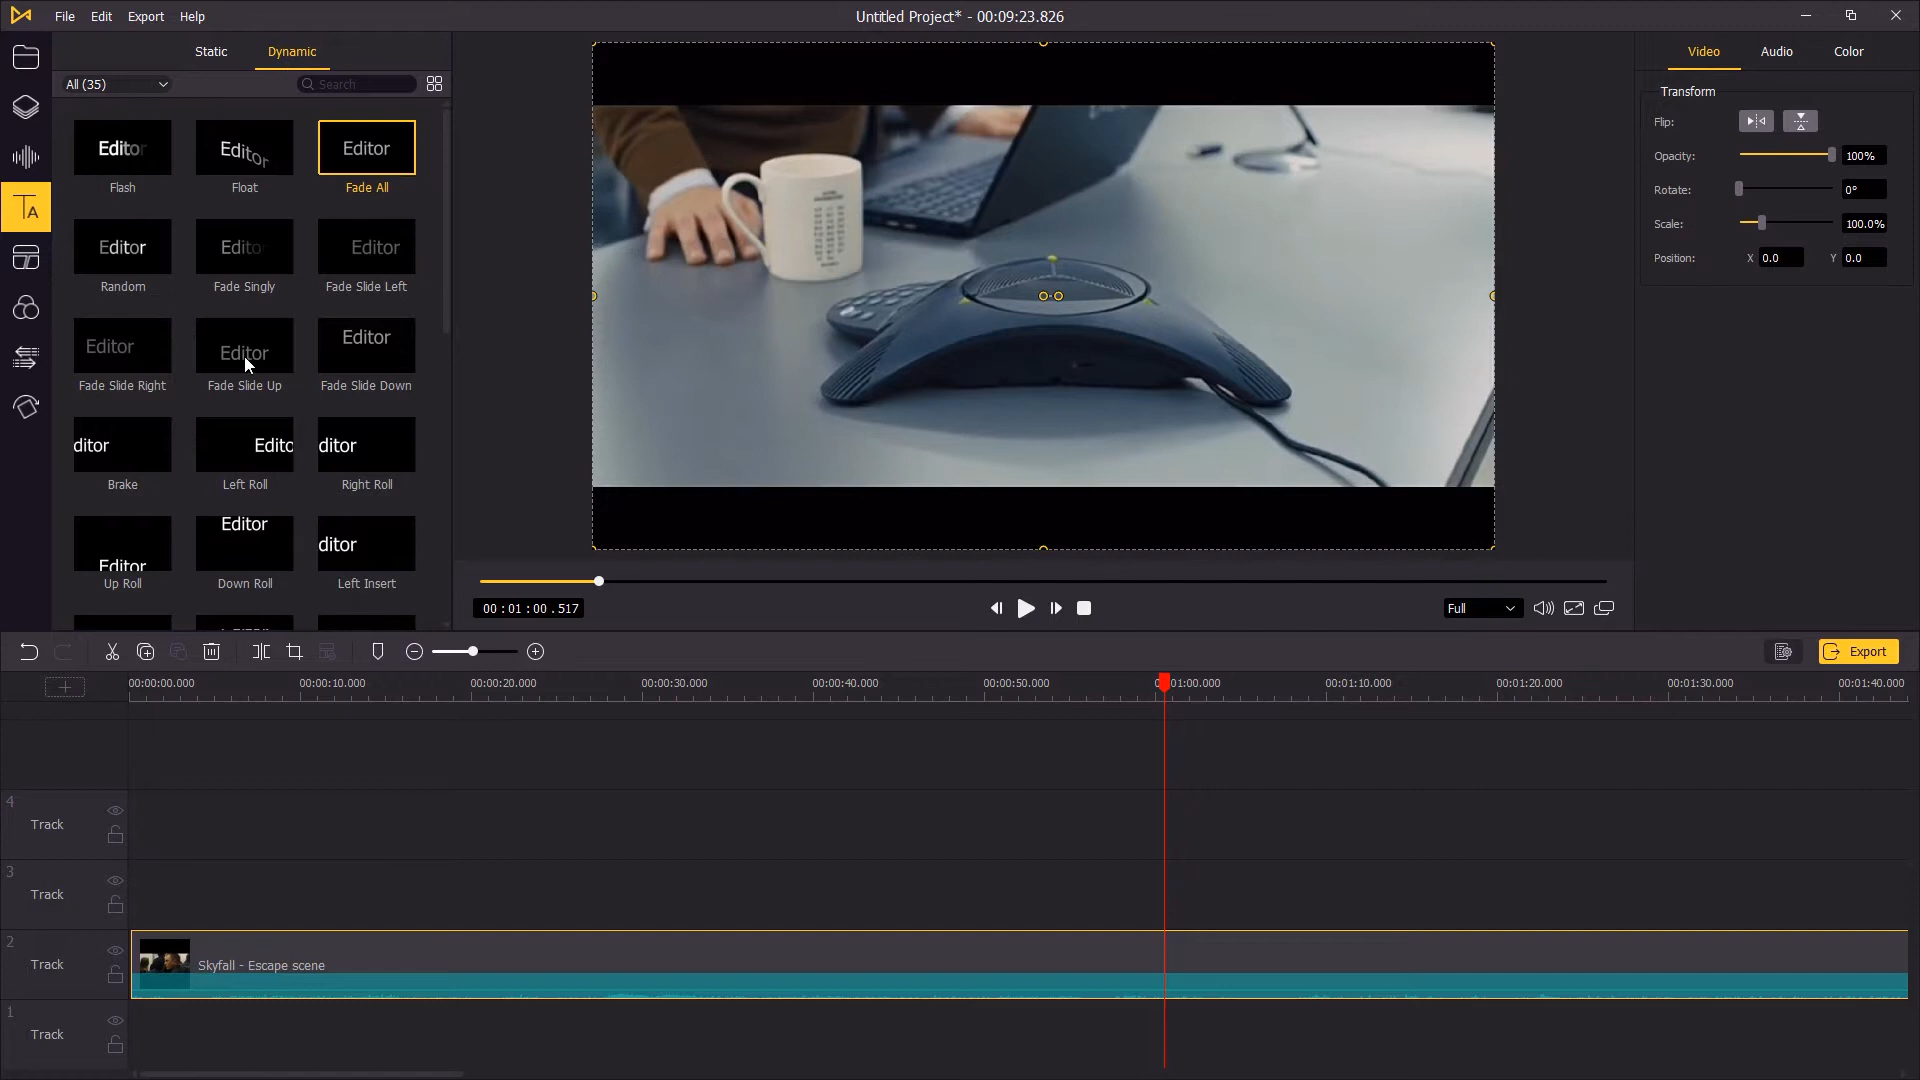 File Edit Export Help
Untitled Project* - 00:09:23.826
Static Dynamic
All (35)
Search
Editor
Editor
Editor
Flash Float Fade All
Editor
Edito
Editor
Random Fade Singly Fade Slide Left
Editor
Editor
Editor
Fade Slide Right Fade Slide Up Fade Slide Down
ditor
Edito
ditor
Brake Left Roll Right Roll
Editor
Editor
ditor
Up Roll Down Roll Left Insert
Video Audio Color
Transform
Flip:
Opacity: 100%
Rotate: 0°
Scale: 100.0%
Position: X 0.0 Y 0.0
00 : 01 : 00 . 517
Full
Export
00:00:00.000 00:00:10.000 00:00:20.000 00:00:30.000 00:00:40.000 00:00:50.000 01:00.000 00:01:10.000 00:01:20.000 00:01:30.000 00:01:40.000
4
Track
3
Track
2
Track
Skyfall - Escape scene
1
Track